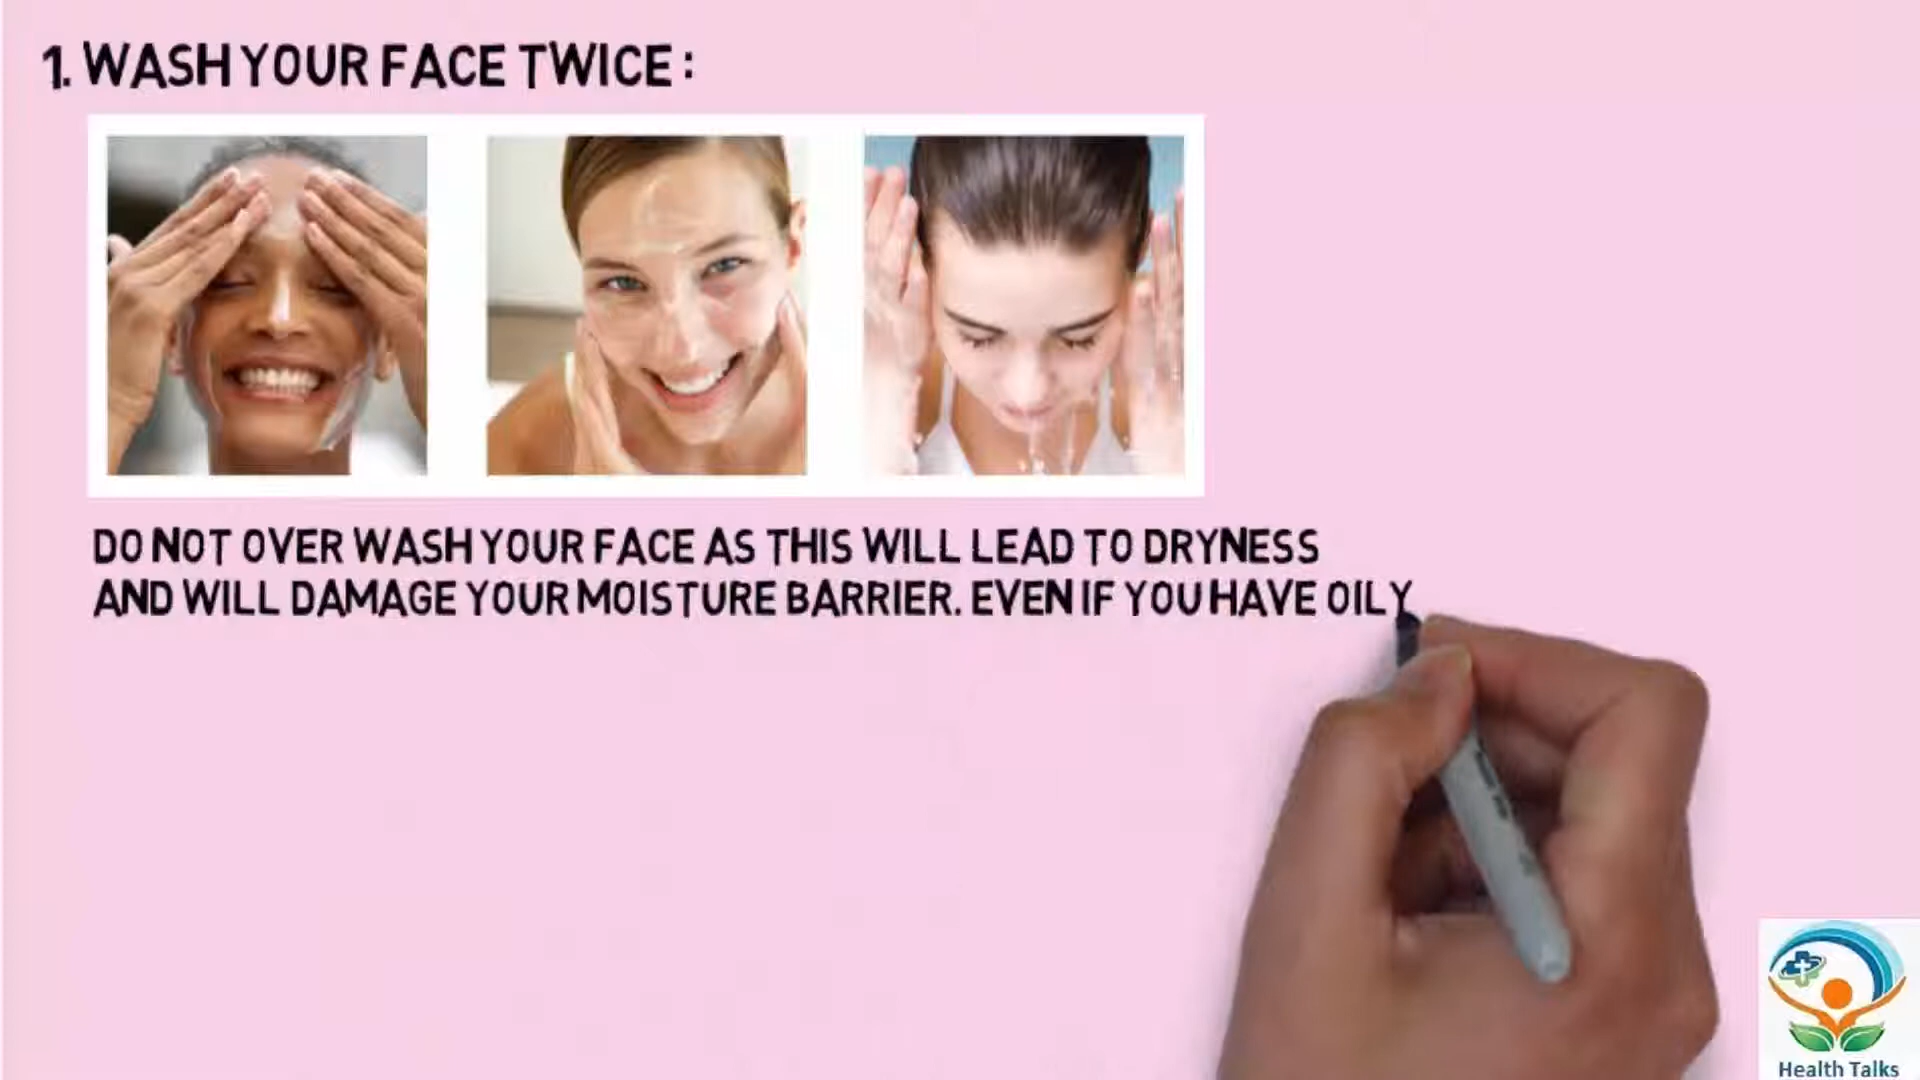 1. WASH YOUR FACE TWICE :
DO NOT OVER WASH YOUR FACE AS THIS WILL LEAD TO DRYNESS
AND WILL DAMAGE YOUR MOISTURE BARRIER. EVEN IF YOU HAVE OILY
Health Talks